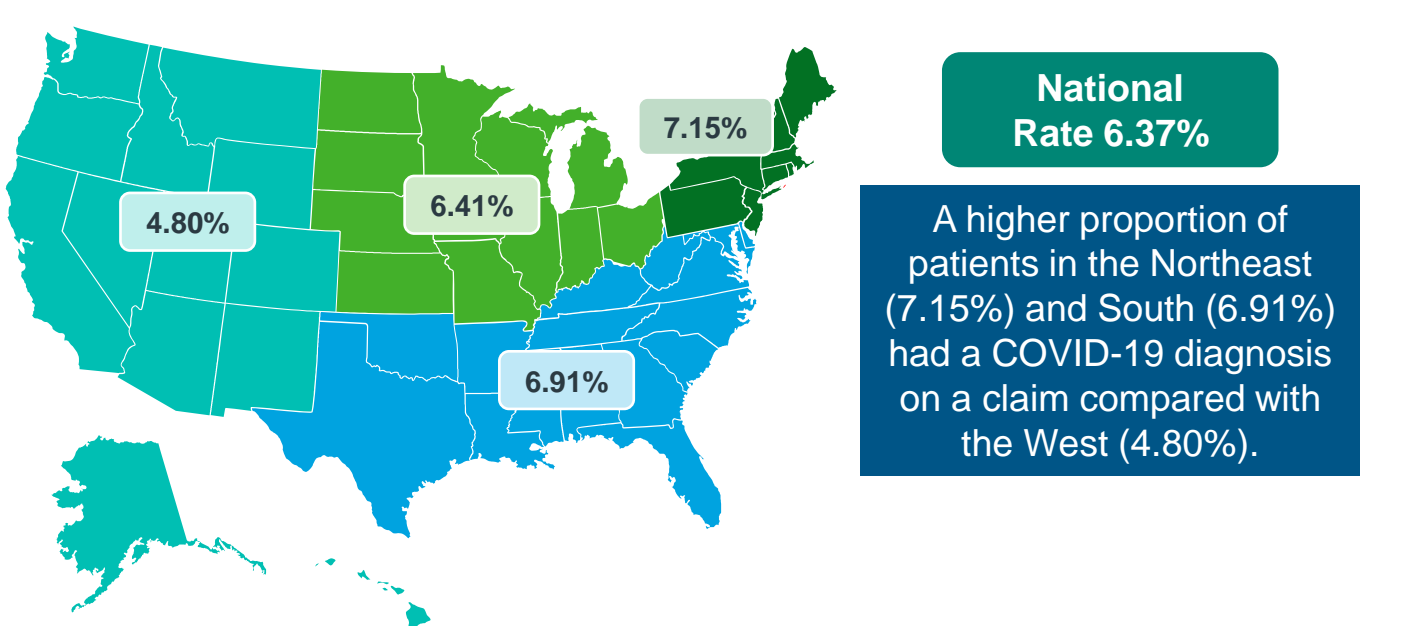 7.15%
4.80%
6.41%
6.91%
National
Rate 6.37%
A higher proportion of
patients in the Northeast
(7.15%) and South (6.91%)
had a COVID-19 diagnosis
on a claim compared with
the West (4.80%).